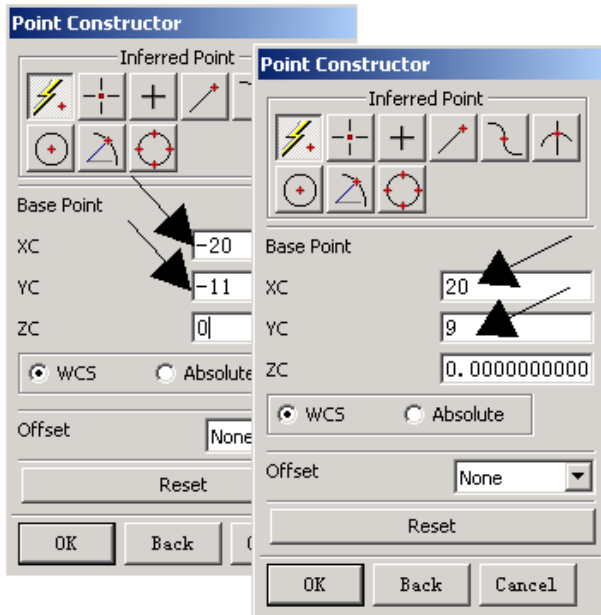 Point Constructor
Inferred Point
Base Point
XC -20
YC -11
ZC 0
WCS Absolute
Offset None
Reset
OK Back
Point Constructor
Inferred Point
Base Point
XC 20
YC 9
ZC 0.0000000000
WCS Absolute
Offset None
Reset
OK Back Cancel